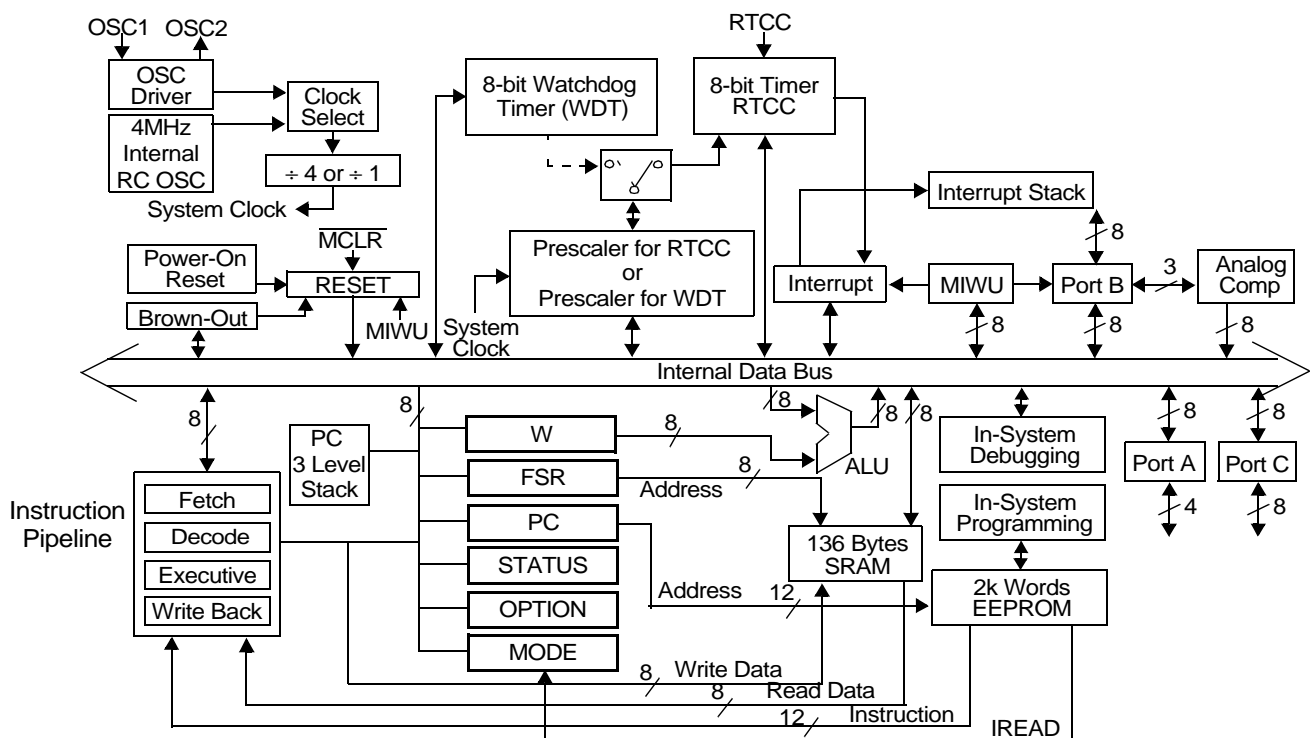 OSC1 OSC2
RTCC
OSC
Driver
4MHz
Internal
RC OSC
Clock
Select
÷ 4 or ÷ 1
System Clock
8-bit Watchdog
Timer (WDT)
8-bit Timer
RTCC
Interrupt Stack
8
MCLR
Power-On
Reset
RESET
Brown-Out
MIWU
System
Clock
Prescaler for RTCC
or
Prescaler for WDT
Interrupt
MIWU
Port B
3
Analog
Comp
8
8
8
Internal Data Bus
8
8
8
8
8
8
8
PC
3 Level
Stack
W
8
ALU
FSR
8
Address
PC
STATUS
OPTION
MODE
Address
12
Instruction
Pipeline
Fetch
Decode
Executive
Write Back
136 Bytes
SRAM
In-System
Debugging
In-System
Programming
2k Words
EEPROM
Port A
Port C
4
8
8
Write Data
8
Read Data
12
Instruction
IREAD